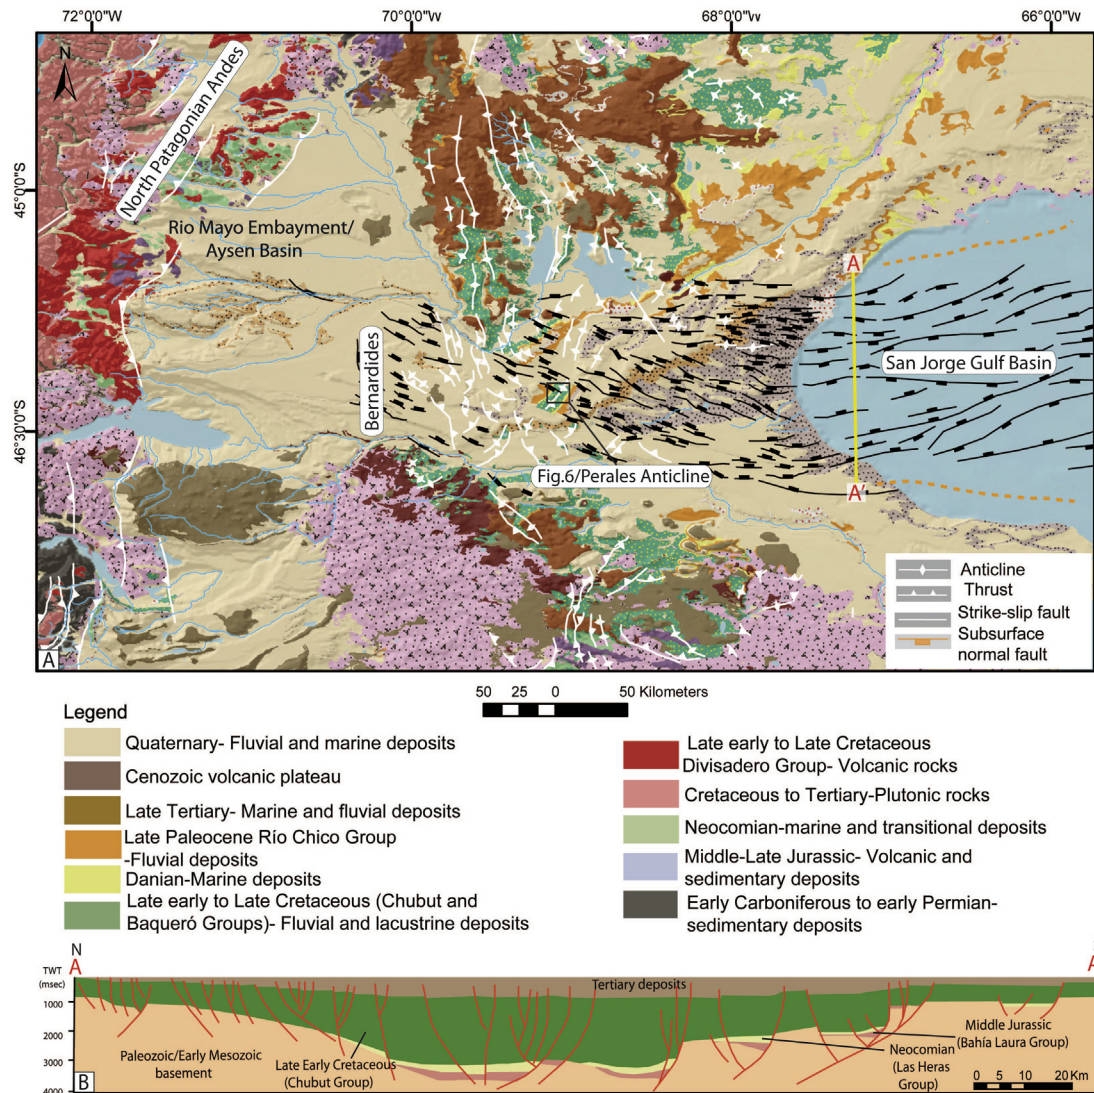 72°0'0"W
70°0'0"W
68°0'0"W
66°0'0"W
N
North Patagonian Andes
45°0'0"S
Rio Mayo Embayment/
Aysen Basin
A
San Jorge Gulf Basin
Bernardides
46°30'0"S
Fig.6/Perales Anticline
A'
Anticline
Thrust
Strike-slip fault
Subsurface
normal fault
A
50 25 0 50 Kilometers
Legend
Quaternary- Fluvial and marine deposits
Cenozoic volcanic plateau
Late Tertiary- Marine and fluvial deposits
Late Paleocene Río Chico Group
-Fluvial deposits
Danian-Marine deposits
Late early to Late Cretaceous (Chubut and
Baqueró Groups)- Fluvial and lacustrine deposits
Late early to Late Cretaceous
Divisadero Group- Volcanic rocks
Cretaceous to Tertiary-Plutonic rocks
Neocomian-marine and transitional deposits
Middle-Late Jurassic- Volcanic and
sedimentary deposits
Early Carboniferous to early Permian-
sedimentary deposits
N
A
A
TWT
(msec)
1000
2000
3000
4000
Tertiary deposits
Paleozoic/Early Mesozoic
basement
Late Early Cretaceous
(Chubut Group)
Middle Jurassic
(Bahía Laura Group)
Neocomian
(Las Heras
Group)
0 5 10 20 Km
B